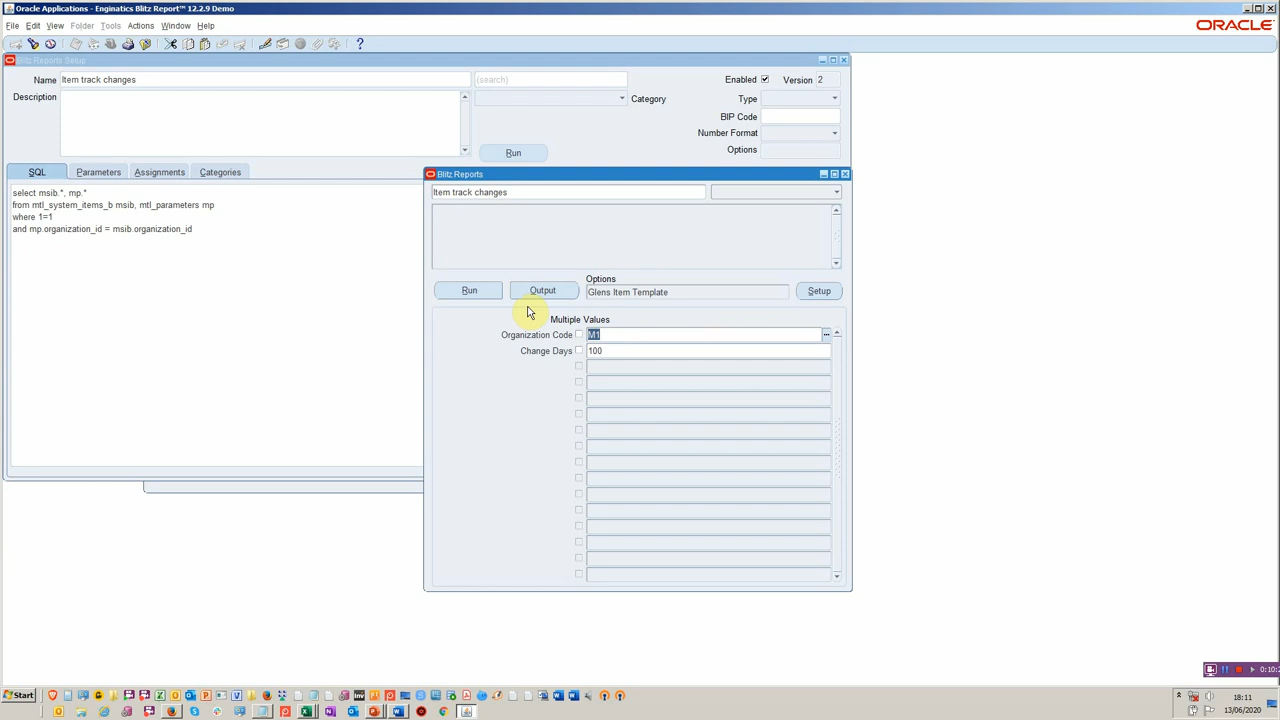 Oracle Applications - Enginatics Blitz Report™ 12.2.9 Demo
File Edit View Folder Tools Actions Window Help
ORACLE
Blitz Reports Setup
Name Item track changes (search) Enabled Version 2
Description Category Type
BIP Code
Number Format
Options
Run
SQL Parameters Assignments Categories
select msib.*, mp.*
from mtl_system_items_b msib, mtl_parameters mp
where 1=1
and mp.organization_id = msib.organization_id
Blitz Reports
Item track changes
Options
Run Output Glens Item Template Setup
Multiple Values
Organization Code M1
Change Days 100
Start
18:11
13/06/2020